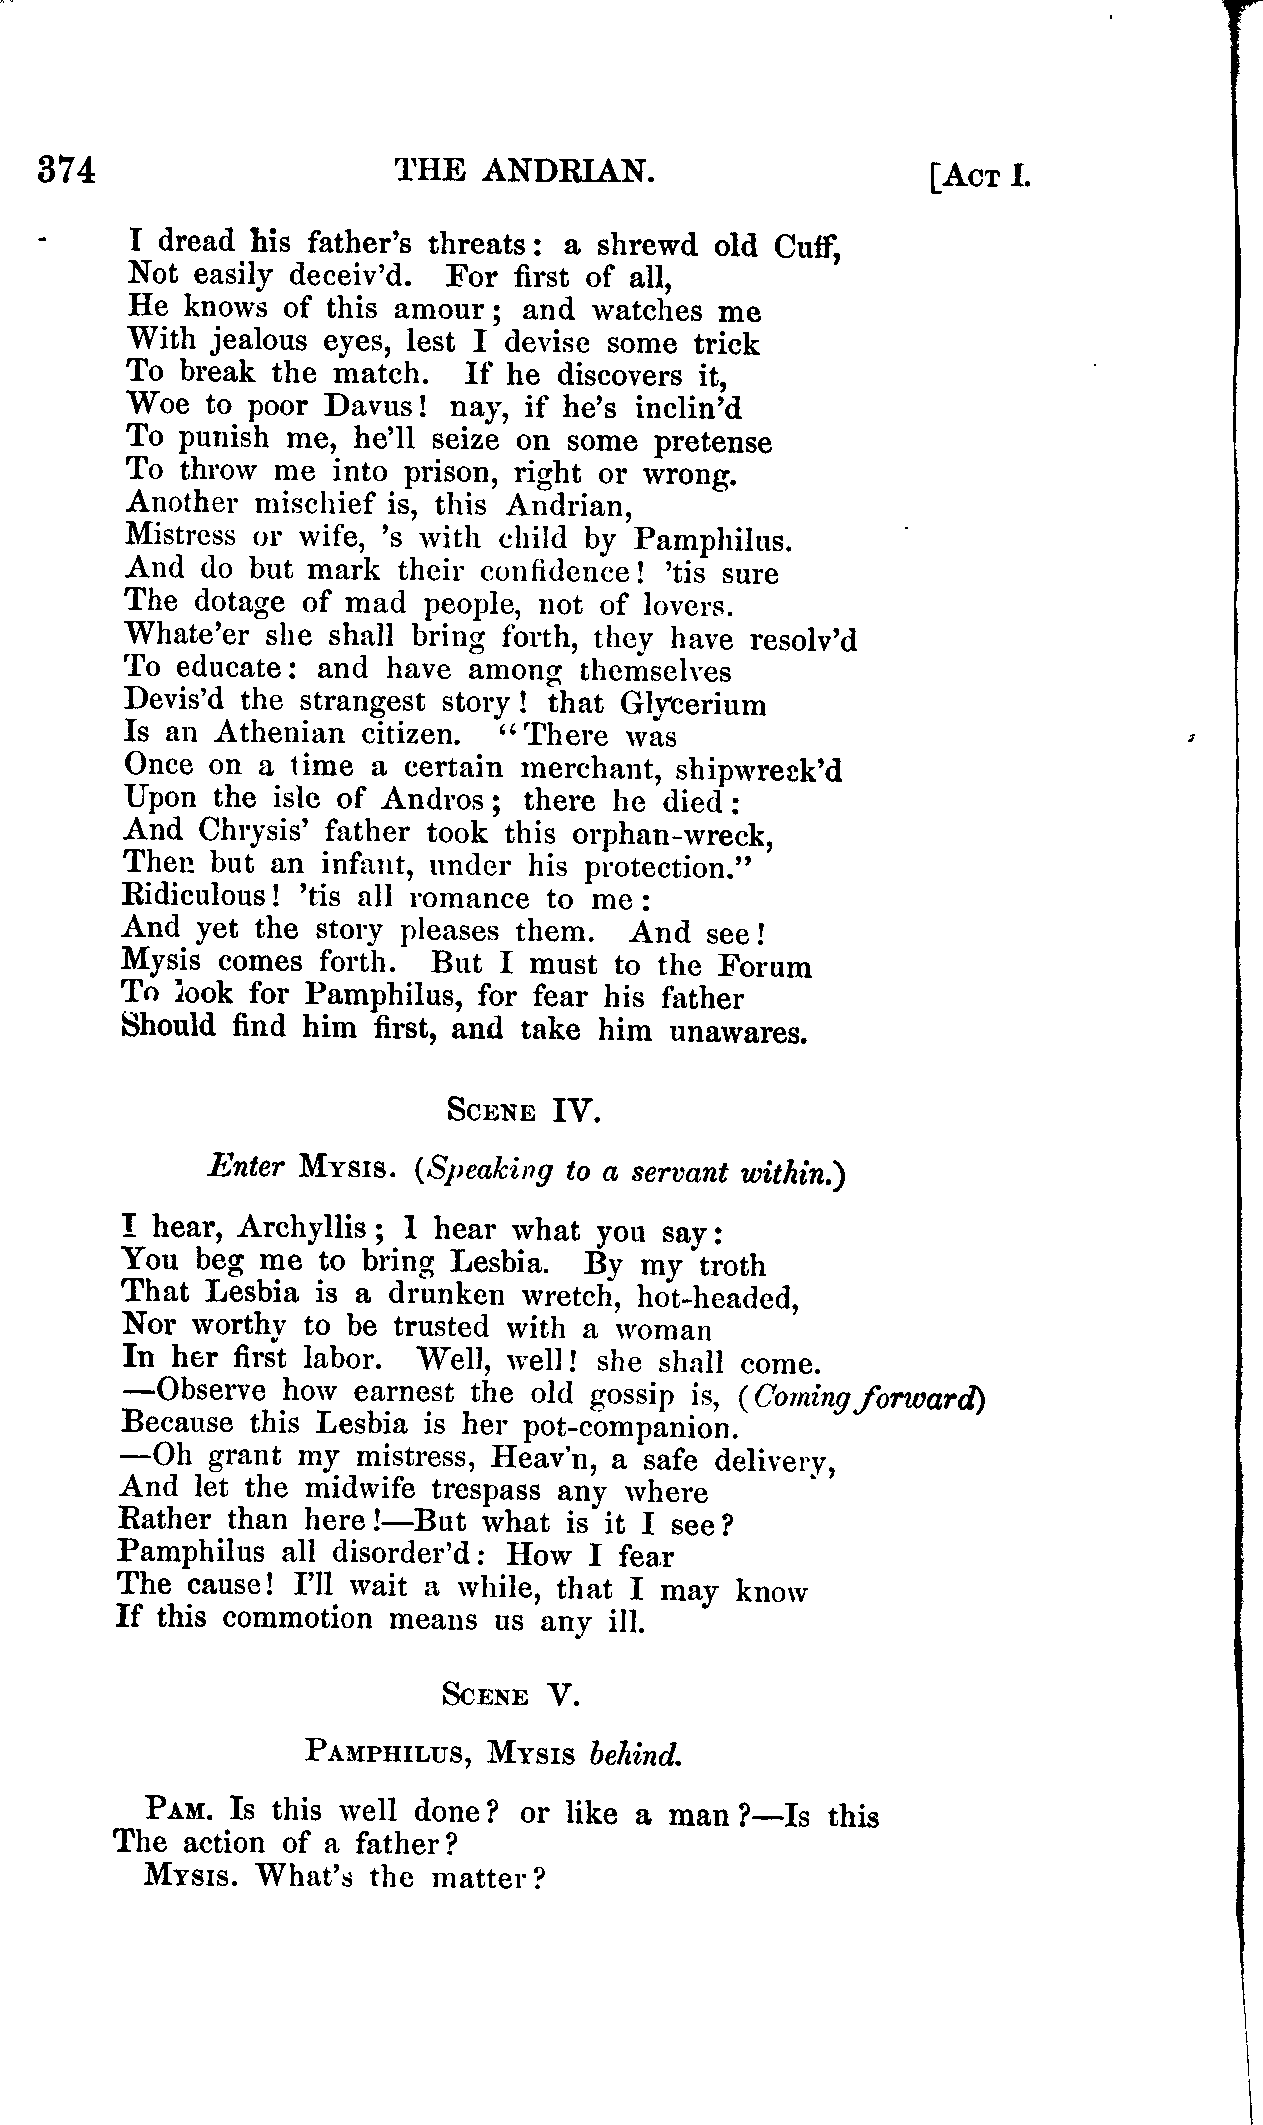 374 THE ANDRIAN. [ACT I.
I dread his father's threats: a shrewd old Cuff,
Not easily deceiv'd. For first of all,
He knows of this amour; and watches me
With jealous eyes, lest I devise some trick
To break the match. If he discovers it,
Woe to poor Davus! nay, if he's inclin'd
To punish me, he'll seize on some pretense
To throw me into prison, right or wrong.
Another mischief is, this Andrian,
Mistress or wife, 's with child by Pamphilus.
And do but mark their confidence! 'tis sure
The dotage of mad people, not of lovers.
Whate'er she shall bring forth, they have resolv'd
To educate: and have among themselves
Devis'd the strangest story! that Glycerium
Is an Athenian citizen. "There was
Once on a time a certain merchant, shipwreck'd
Upon the isle of Andros; there he died:
And Chrysis' father took this orphan-wreck,
Then but an infant, under his protection."
Ridiculous! 'tis all romance to me:
And yet the story pleases them. And see!
Mysis comes forth. But I must to the Forum
To look for Pamphilus, for fear his father
Should find him first, and take him unawares.
SCENE IV.
Enter MYSIS. (Speaking to a servant within.)
I hear, Archyllis; I hear what you say:
You beg me to bring Lesbia. By my troth
That Lesbia is a drunken wretch, hot-headed,
Nor worthy to be trusted with a woman
In her first labor. Well, well! she shall come.
—Observe how earnest the old gossip is, (Coming forward)
Because this Lesbia is her pot-companion.
—Oh grant my mistress, Heav'n, a safe delivery,
And let the midwife trespass any where
Rather than here!—But what is it I see?
Pamphilus all disorder'd: How I fear
The cause! I'll wait a while, that I may know
If this commotion means us any ill.
SCENE V.
PAMPHILUS, MYSIS behind.
PAM. Is this well done? or like a man?—Is this
The action of a father?
MYSIS. What's the matter?